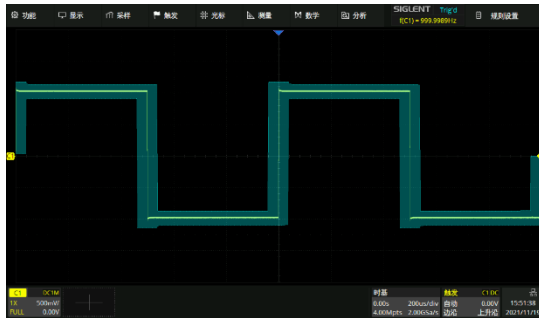 功能 显示 采样 触发 光标 测量 数学 分析 SIGLENT Trig'd 规则设置
f(C1) = 999.9989Hz
C1
C1 DC1M
1X 500mV/
FULL 0.00V
时基
0.00s 200us/div
4.00Mpts 2.00GSa/s
触发 C1 DC
自动 0.00V
边沿 上升沿
15:51:38
2021/11/19